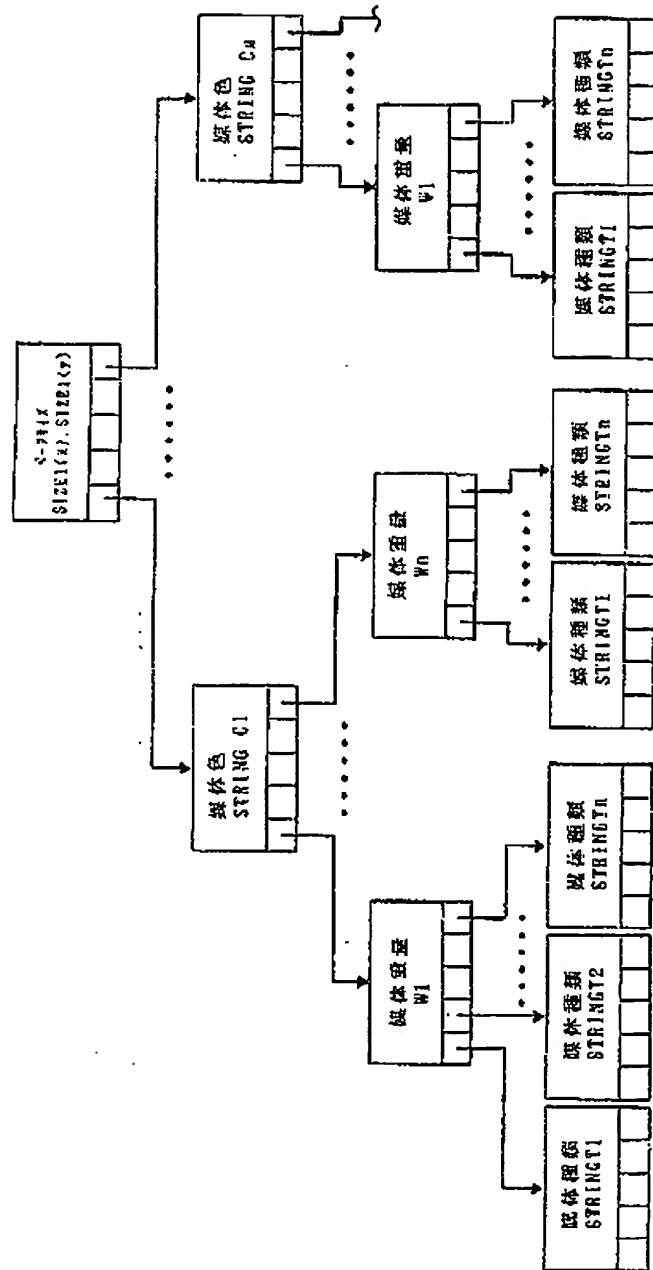 ページサイズ
SIZE1(x),SIZE1(y)
媒体色
STRING C1
媒体色
STRING Cn
媒体重量
W1
媒体重量
Wn
媒体重量
W1
媒体種類
STRINGT1
媒体種類
STRINGT2
媒体種類
STRINGTn
媒体種類
STRINGT1
媒体種類
STRINGTn
媒体種類
STRINGT1
媒体種類
STRINGTn